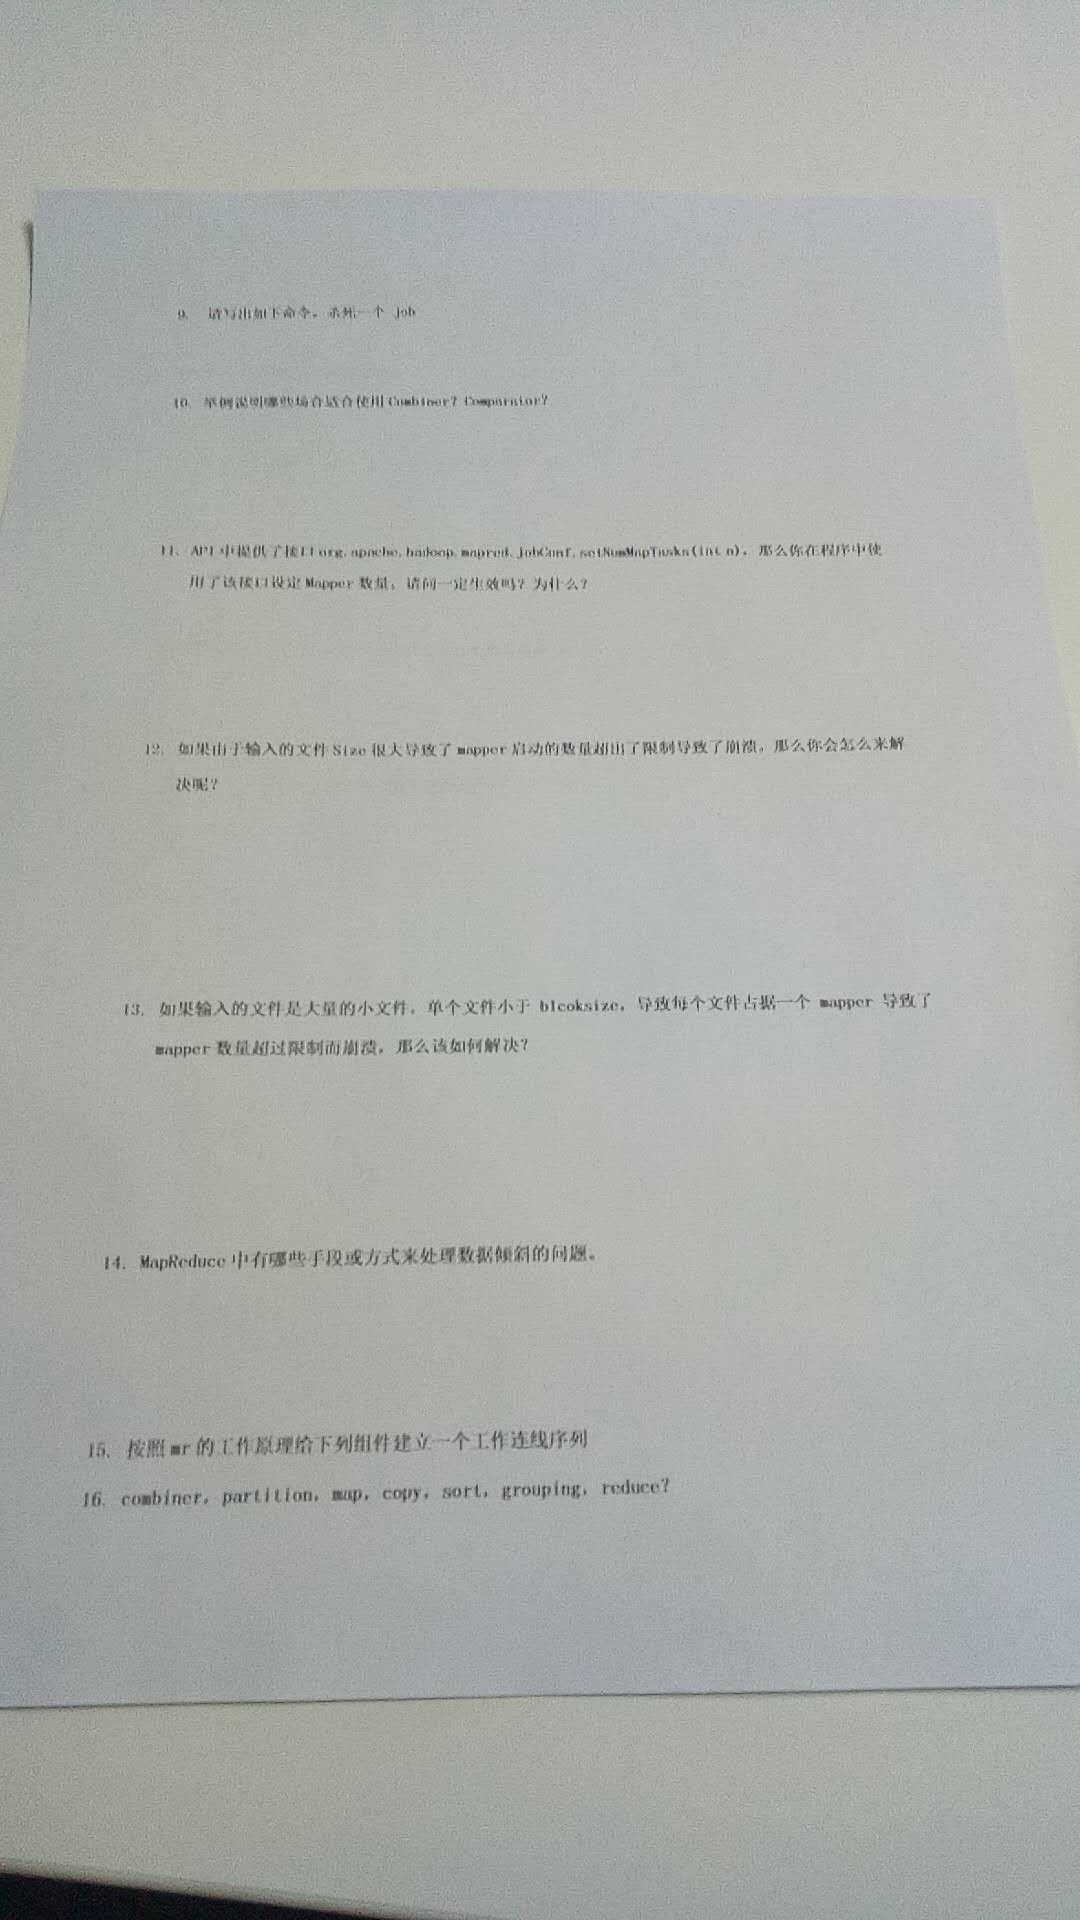 9. 请写出如下命令。杀死一个 job
10. 举例说明哪些场合适合使用 Combiner? Comparator?
11、API 中提供了接口 org.apache.hadoop.mapred.JobConf.setNumMapTasks(int n)，那么你在程序中使
用了该接口设定 Mapper 数量，请问一定生效吗？为什么？
12. 如果由于输入的文件 Size 很大导致了 mapper 启动的数量超出了限制导致了崩溃，那么你会怎么来解
决呢？
13. 如果输入的文件是大量的小文件，单个文件小于 blcoksize，导致每个文件占据一个 mapper 导致了
mapper 数量超过限制而崩溃，那么该如何解决？
14. MapReduce 中有哪些手段或方式来处理数据倾斜的问题。
15. 按照 mr 的工作原理给下列组件建立一个工作连线序列
16. combiner, partition, map, copy, sort, grouping, reduce?